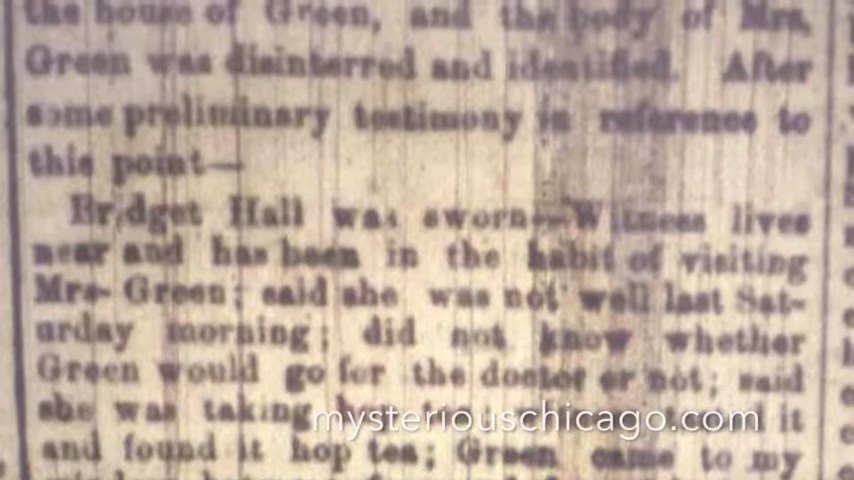 the house of Green, and the body of Mrs.
Green was disinterred and identified. After
some preliminary testimony in reference to
this point—
Bridget Hall was sworn—Witness lives
near and has been in the habit of visiting
Mrs. Green; said she was not well last Sat-
urday morning; did not know whether
Green would go for the doctor or not; said
she was taking it
mysteriouschicago.com
and found it hop tea; Green came to my